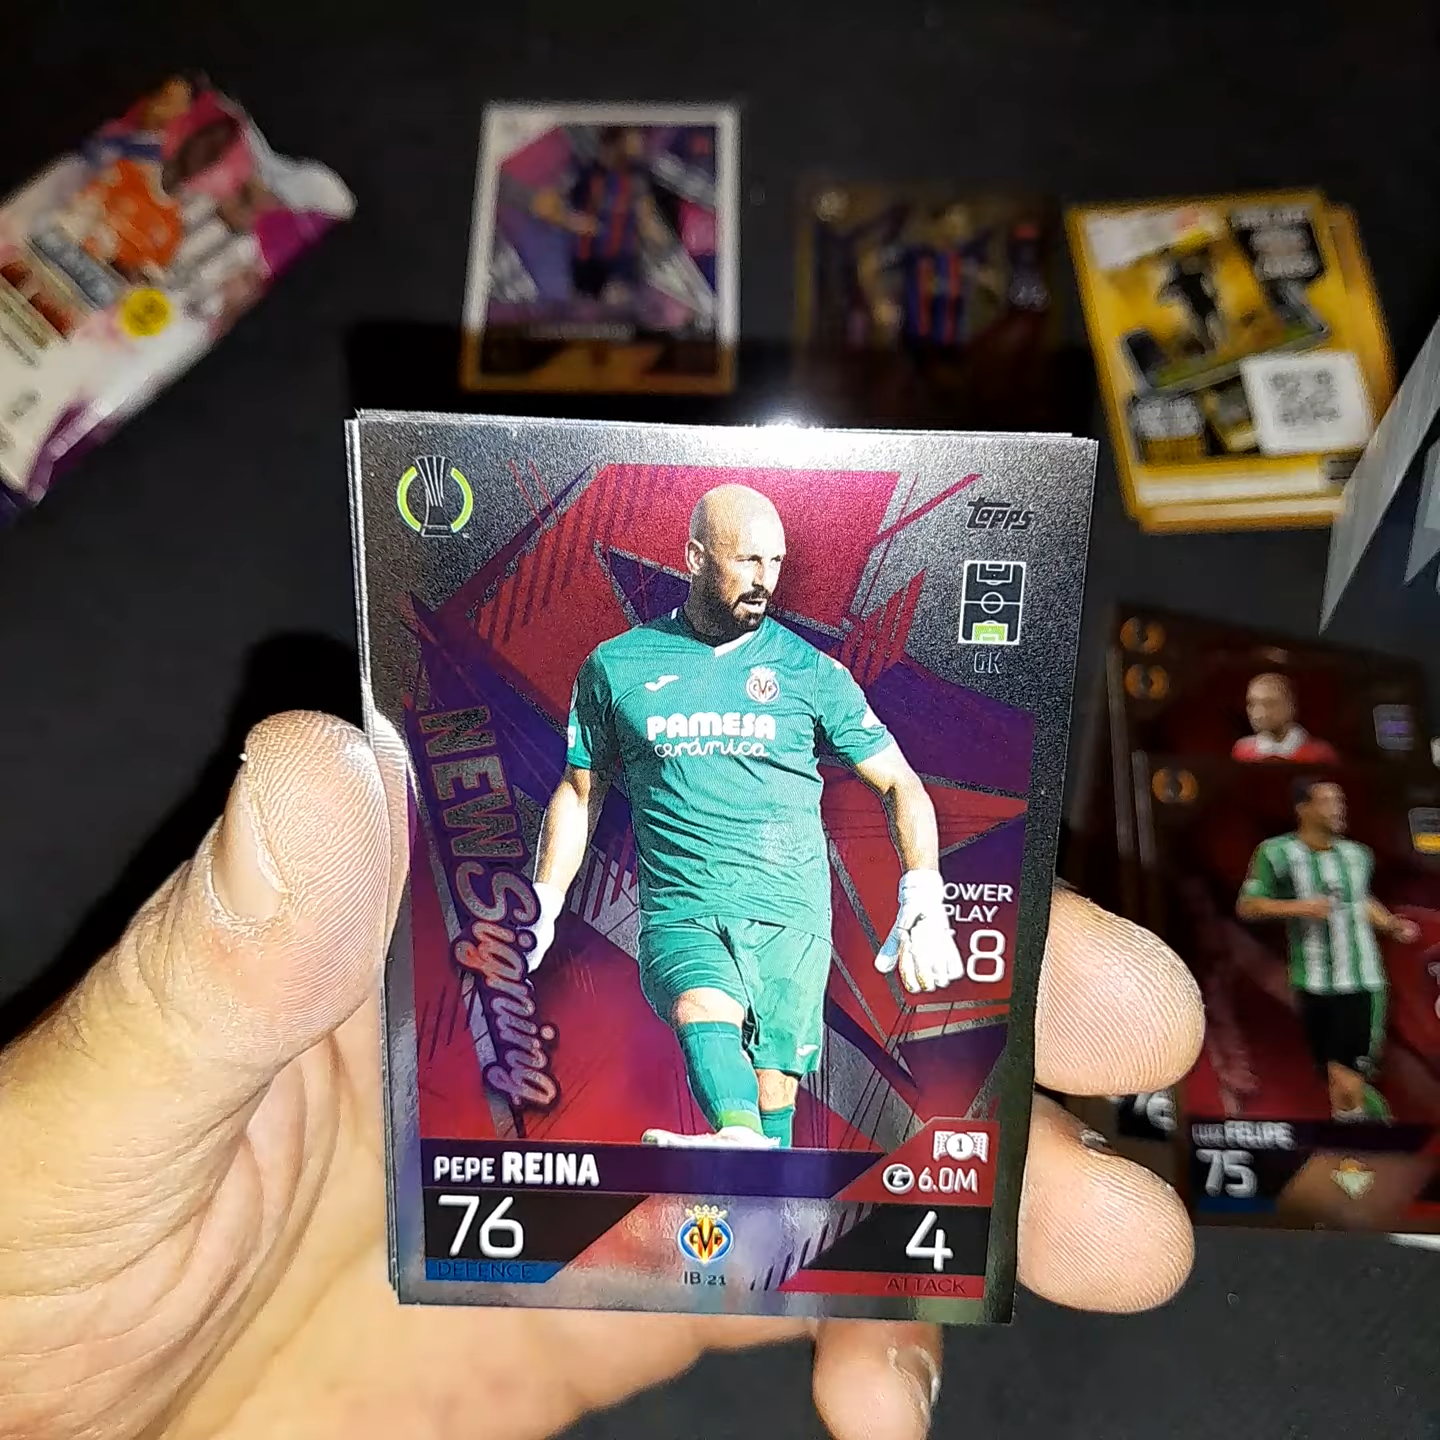 topps
GK
NEW Signing
PAMESA
cerámica
OWER
PLAY
8
1
6.0M
PEPE REINA
76
4
DEFENCE
IB 21
ATTACK
FELIPE
75